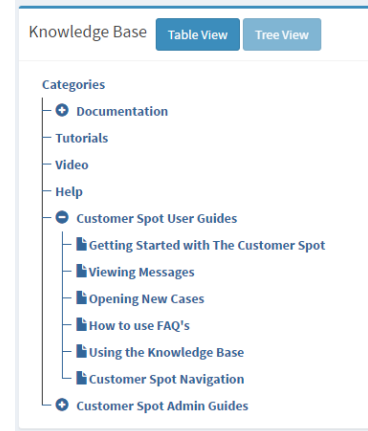 Knowledge Base Table View Tree View
Categories
Documentation
Tutorials
Video
Help
Customer Spot User Guides
Getting Started with The Customer Spot
Viewing Messages
Opening New Cases
How to use FAQ's
Using the Knowledge Base
Customer Spot Navigation
Customer Spot Admin Guides